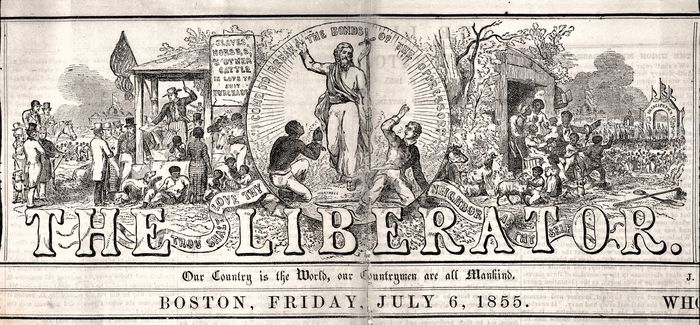 SLAVES
HORSES,
& OTHER
CATTLE
IN LOTS TO
SUIT
PURCHASER
I COME TO BREAK THE BONDS OF THE OPPRESSOR
THOU SHALT LOVE THY NEIGHBOR AS THY SELF
THE LIBERATOR.
Our Country is the World, our Countrymen are all Mankind.
J.
BOSTON, FRIDAY, JULY 6, 1855.
WHO